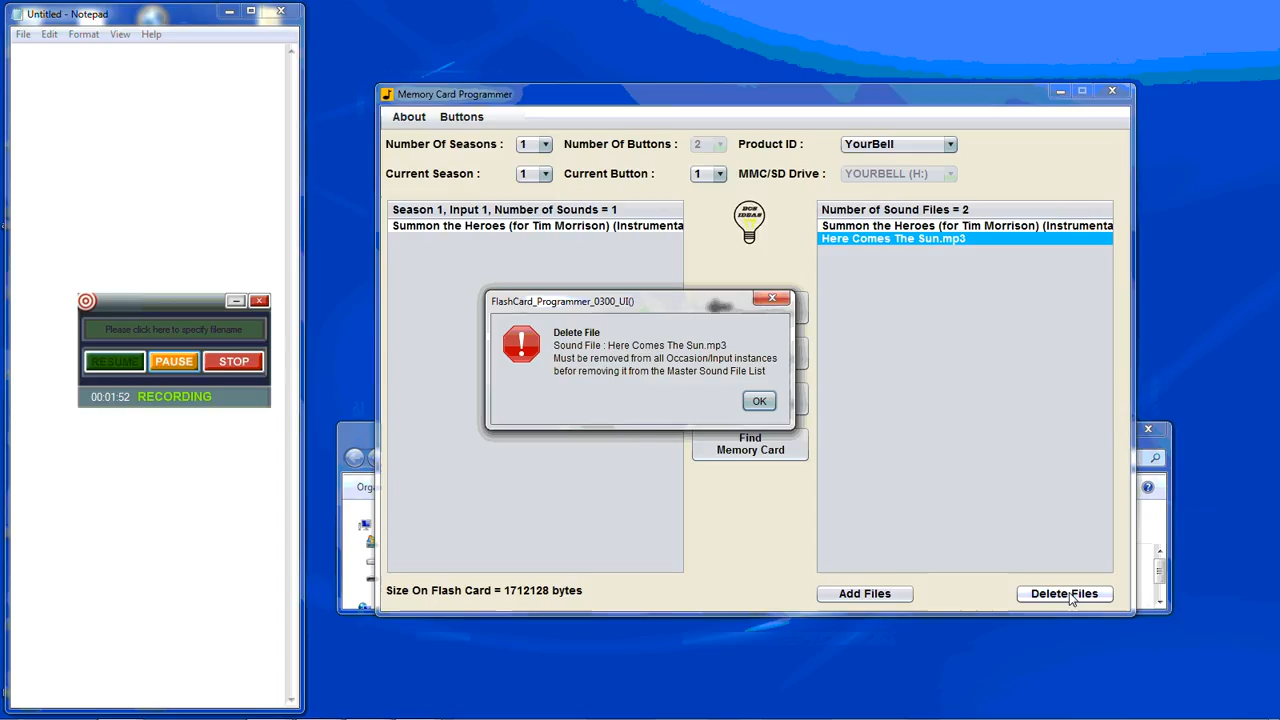 Untitled - Notepad
File Edit Format View Help
Please click here to specify filename
RESUME PAUSE STOP
00:01:52 RECORDING
Memory Card Programmer
About Buttons
Number Of Seasons : 1 Number Of Buttons : 2 Product ID : YourBell
Current Season : 1 Current Button : 1 MMC/SD Drive : YOURBELL (H:)
Season 1, Input 1, Number of Sounds = 1
Summon the Heroes (for Tim Morrison) (Instrumenta
BOB IDEAS
Number of Sound Files = 2
Summon the Heroes (for Tim Morrison) (Instrumenta
Here Comes The Sun.mp3
FlashCard_Programmer_0300_UI()
Delete File
Sound File : Here Comes The Sun.mp3
Must be removed from all Occasion/Input instances
befor removing it from the Master Sound File List
OK
Find
Memory Card
Orga
Size On Flash Card = 1712128 bytes
Add Files
Delete Files